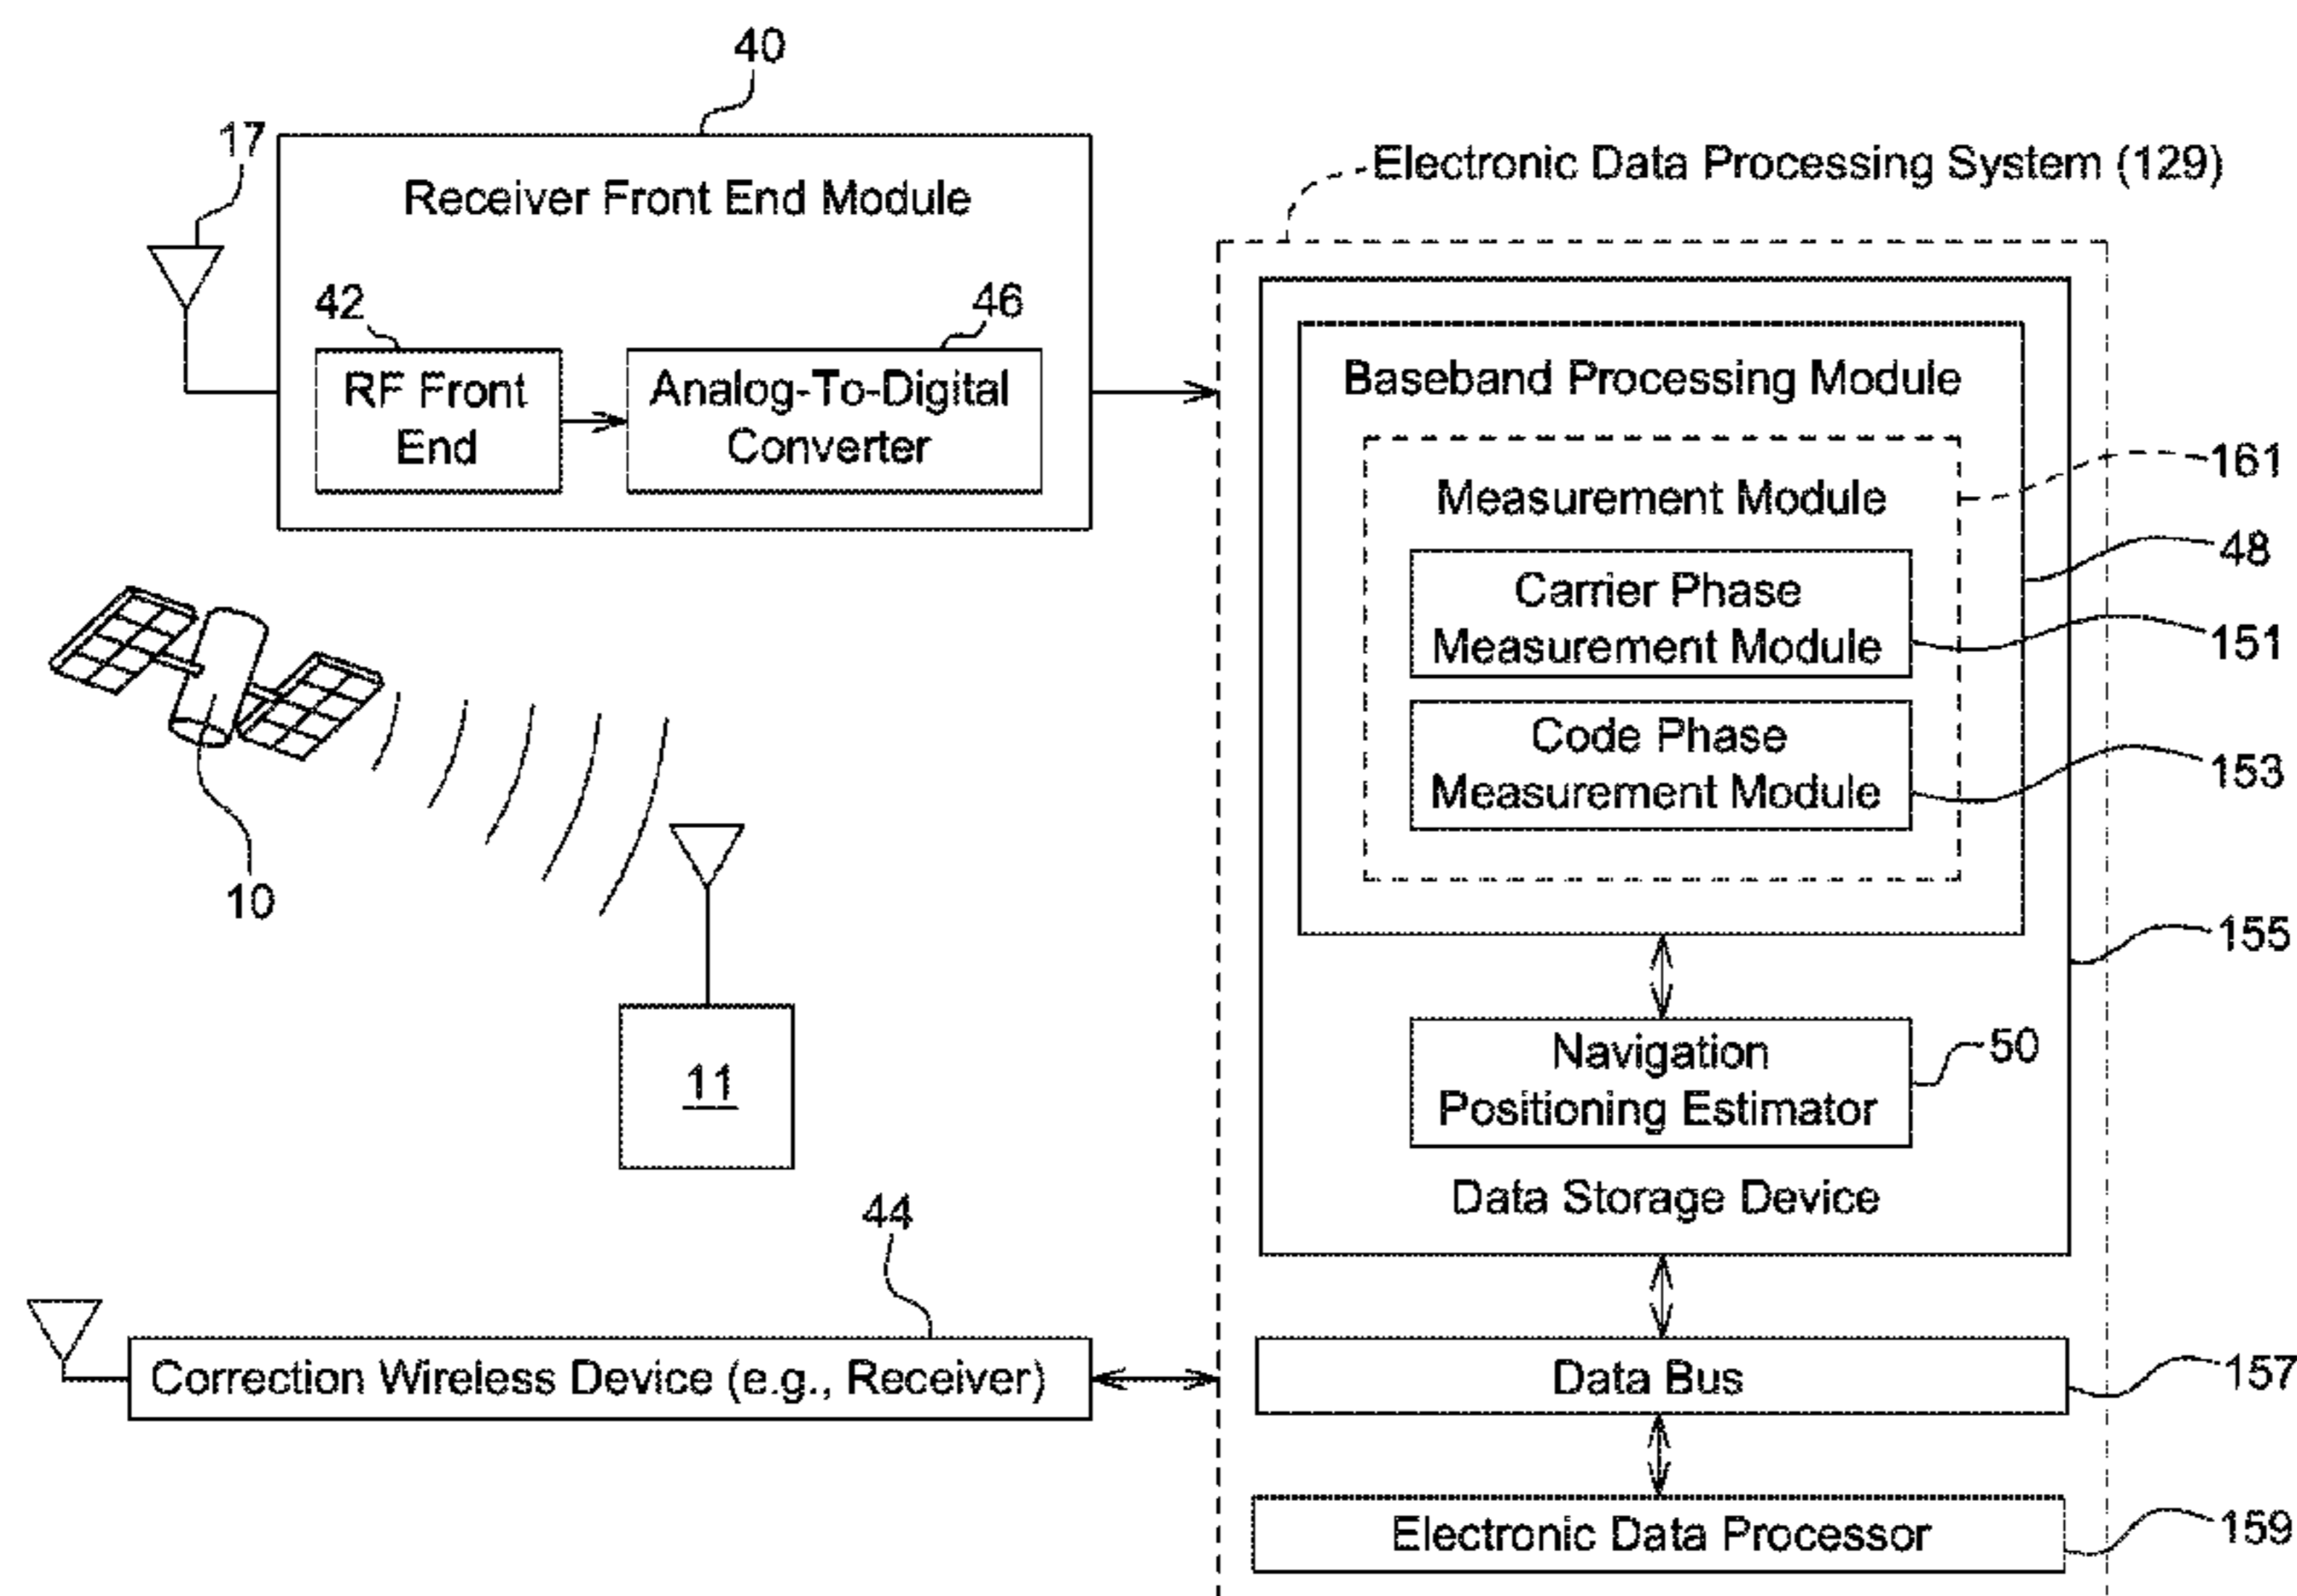 40
17
Receiver Front End Module
42
46
RF Front
End
Analog-To-Digital
Converter
Electronic Data Processing System (129)
Baseband Processing Module
Measurement Module
161
Carrier Phase
Measurement Module
48
151
Code Phase
Measurement Module
153
10
155
11
Navigation
Positioning Estimator
50
Data Storage Device
44
Correction Wireless Device (e.g., Receiver)
Data Bus
157
Electronic Data Processor
159